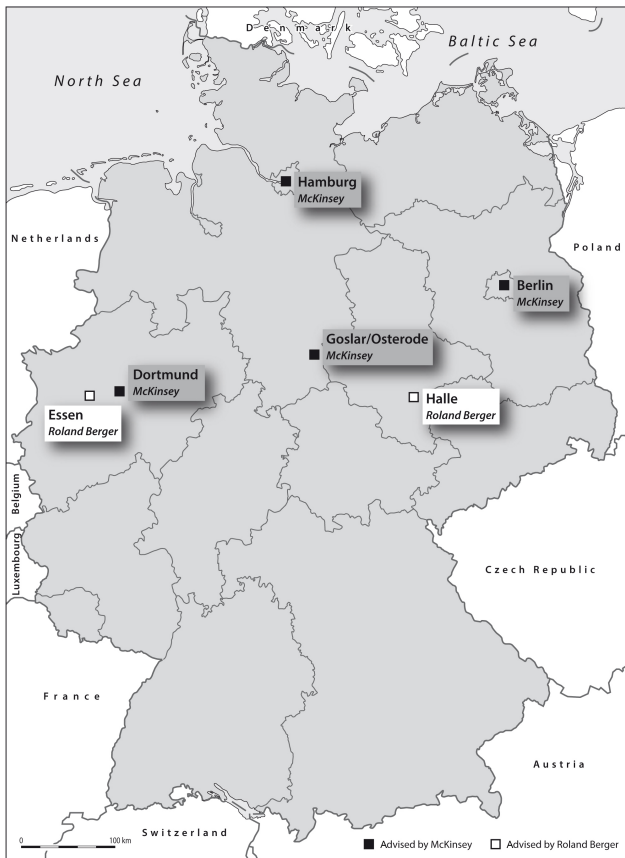 Denmark
Baltic Sea
North Sea
Hamburg
McKinsey
Netherlands
Poland
Berlin
McKinsey
Goslar/Osterode
McKinsey
Dortmund
McKinsey
Halle
Roland Berger
Essen
Roland Berger
Belgium
Luxembourg
Czech Republic
France
Austria
Switzerland
0 100 km
Advised by McKinsey Advised by Roland Berger